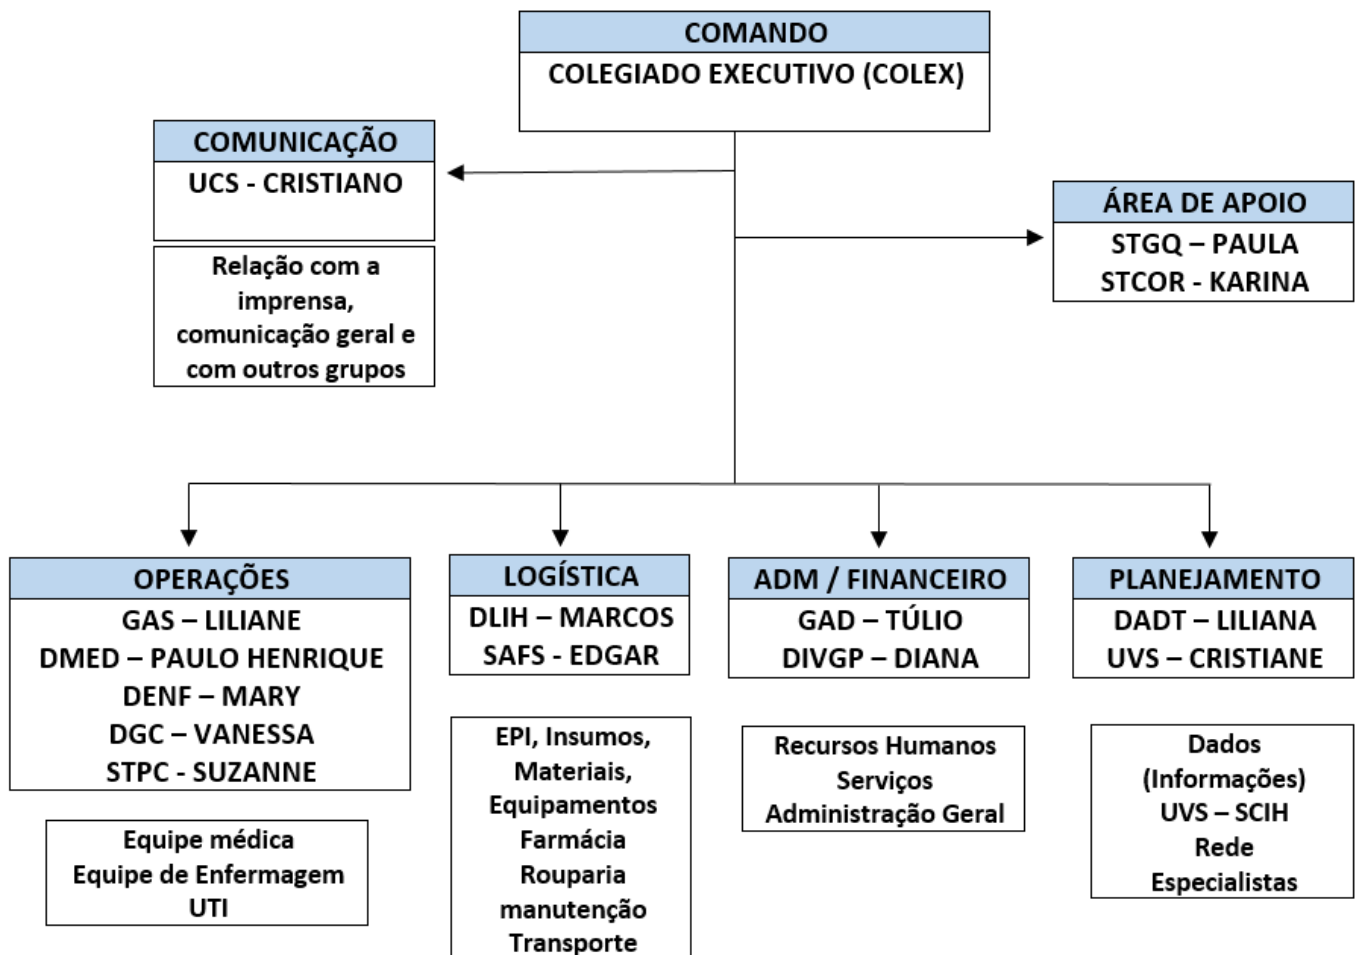 COMANDO
COLEGIADO EXECUTIVO (COLEX)
COMUNICAÇÃO
UCS - CRISTIANO
Relação com a
imprensa,
comunicação geral e
com outros grupos
ÁREA DE APOIO
STGQ – PAULA
STCOR - KARINA
OPERAÇÕES
GAS – LILIANE
DMED – PAULO HENRIQUE
DENF – MARY
DGC – VANESSA
STPC - SUZANNE
Equipe médica
Equipe de Enfermagem
UTI
LOGÍSTICA
DLIH – MARCOS
SAFS - EDGAR
EPI, Insumos,
Materiais,
Equipamentos
Farmácia
Rouparia
manutenção
Transporte
ADM / FINANCEIRO
GAD – TÚLIO
DIVGP – DIANA
Recursos Humanos
Serviços
Administração Geral
PLANEJAMENTO
DADT – LILIANA
UVS – CRISTIANE
Dados
(Informações)
UVS – SCIH
Rede
Especialistas